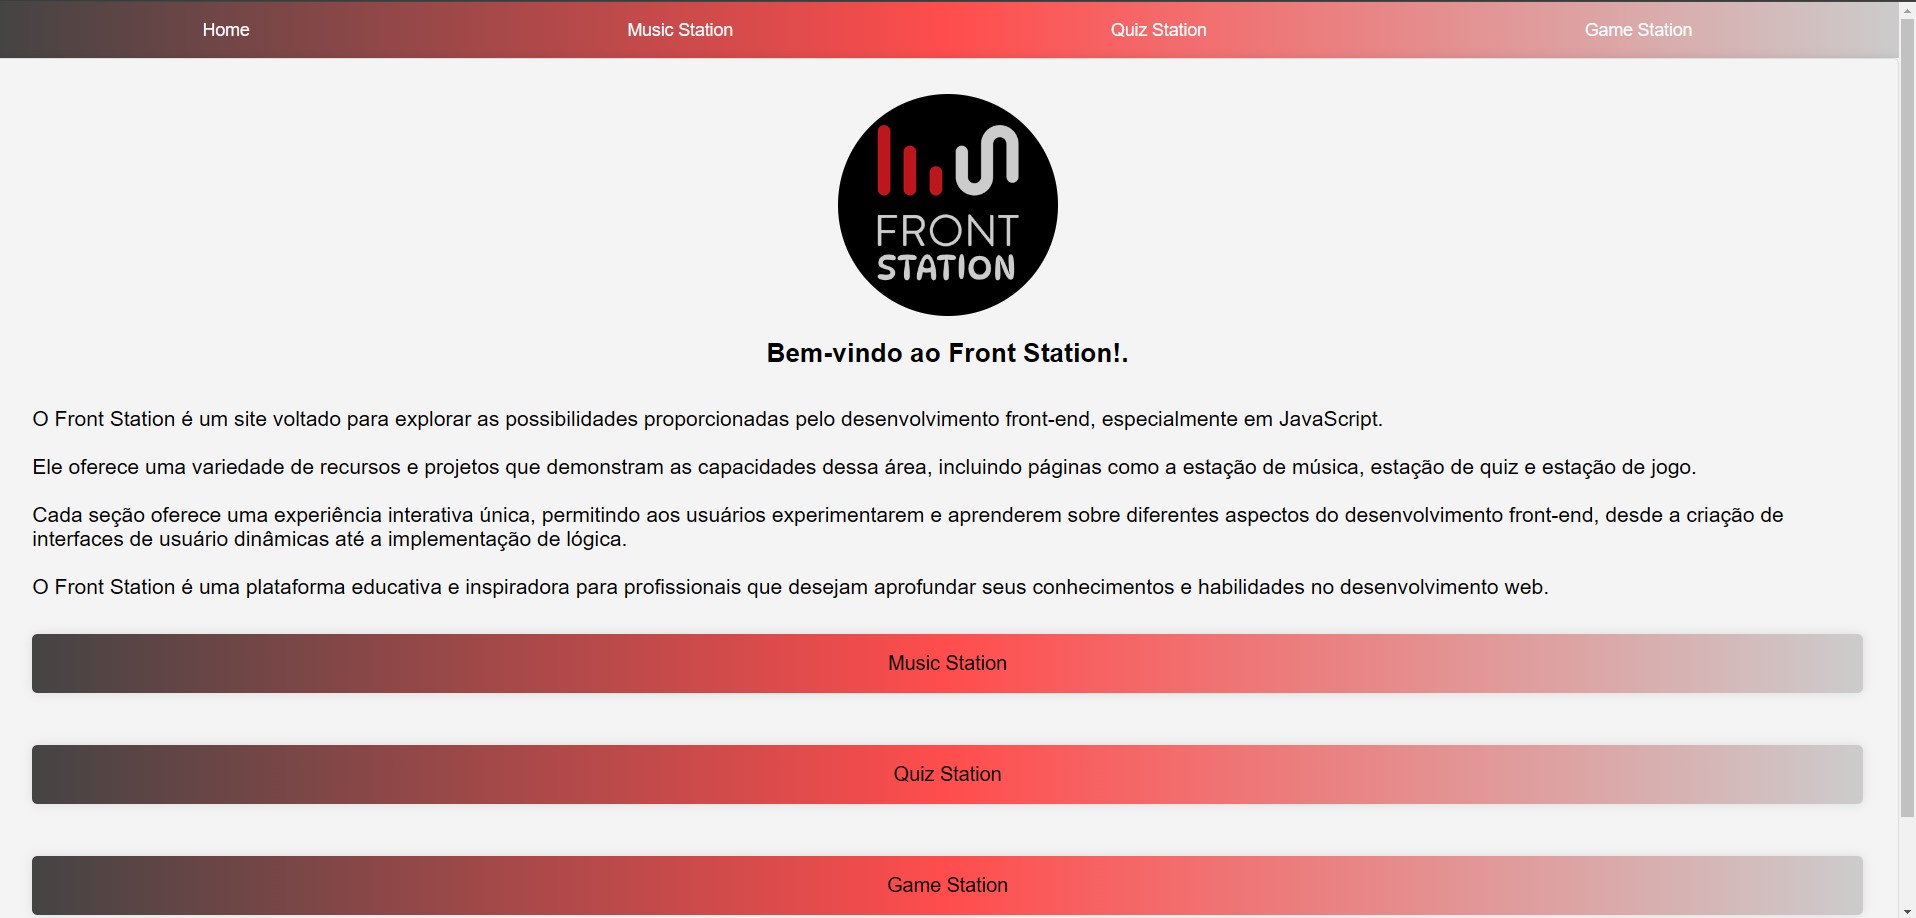 Home
Music Station
Quiz Station
Game Station
FRONT
STATION
Bem-vindo ao Front Station!.
O Front Station é um site voltado para explorar as possibilidades proporcionadas pelo desenvolvimento front-end, especialmente em JavaScript.
Ele oferece uma variedade de recursos e projetos que demonstram as capacidades dessa área, incluindo páginas como a estação de música, estação de quiz e estação de jogo.
Cada seção oferece uma experiência interativa única, permitindo aos usuários experimentarem e aprenderem sobre diferentes aspectos do desenvolvimento front-end, desde a criação de
interfaces de usuário dinâmicas até a implementação de lógica.
O Front Station é uma plataforma educativa e inspiradora para profissionais que desejam aprofundar seus conhecimentos e habilidades no desenvolvimento web.
Music Station
Quiz Station
Game Station